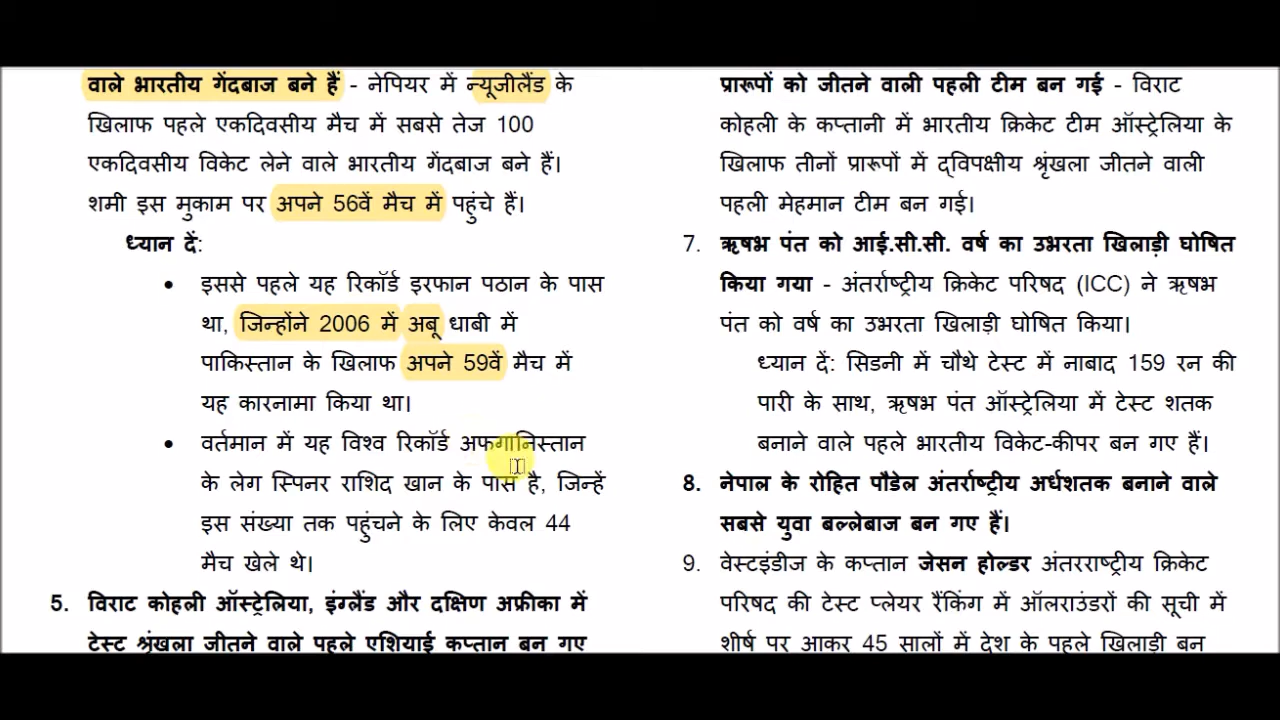 वाले भारतीय गेंदबाज बने हैं - नेपियर में न्यूजीलैंड के
खिलाफ पहले एकदिवसीय मैच में सबसे तेज 100
एकदिवसीय विकेट लेने वाले भारतीय गेंदबाज बने हैं।
शमी इस मुकाम पर अपने 56वें मैच में पहुंचे हैं।
ध्यान दें:
• इससे पहले यह रिकॉर्ड इरफान पठान के पास
था, जिन्होंने 2006 में अबू धाबी में
पाकिस्तान के खिलाफ अपने 59वें मैच में
यह कारनामा किया था।
• वर्तमान में यह विश्व रिकॉर्ड अफगानिस्तान
के लेग स्पिनर राशिद खान के पास है, जिन्हें
इस संख्या तक पहुंचने के लिए केवल 44
मैच खेले थे।
5. विराट कोहली ऑस्ट्रेलिया, इंग्लैंड और दक्षिण अफ्रीका में
टेस्ट श्रृंखला जीतने वाले पहले एशियाई कप्तान बन गए
प्रारूपों को जीतने वाली पहली टीम बन गई - विराट
कोहली के कप्तानी में भारतीय क्रिकेट टीम ऑस्ट्रेलिया के
खिलाफ तीनों प्रारूपों में द्विपक्षीय श्रृंखला जीतने वाली
पहली मेहमान टीम बन गई।
7. ऋषभ पंत को आई.सी.सी. वर्ष का उभरता खिलाड़ी घोषित
किया गया - अंतर्राष्ट्रीय क्रिकेट परिषद (ICC) ने ऋषभ
पंत को वर्ष का उभरता खिलाड़ी घोषित किया।
ध्यान दें: सिडनी में चौथे टेस्ट में नाबाद 159 रन की
पारी के साथ, ऋषभ पंत ऑस्ट्रेलिया में टेस्ट शतक
बनाने वाले पहले भारतीय विकेट-कीपर बन गए हैं।
8. नेपाल के रोहित पौडेल अंतर्राष्ट्रीय अर्धशतक बनाने वाले
सबसे युवा बल्लेबाज बन गए हैं।
9. वेस्टइंडीज के कप्तान जेसन होल्डर अंतरराष्ट्रीय क्रिकेट
परिषद की टेस्ट प्लेयर रैंकिंग में ऑलराउंडरों की सूची में
शीर्ष पर आकर 45 सालों में देश के पहले खिलाड़ी बन